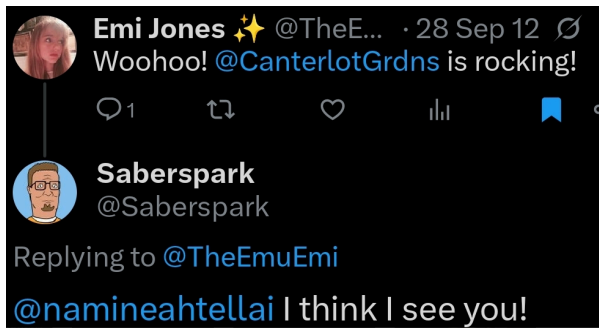 Emi Jones ✨ @TheE... · 28 Sep 12
Woohoo! @CanterlotGrdns is rocking!
1
Saberspark
@Saberspark
Replying to @TheEmuEmi
@namineahtellai I think I see you!